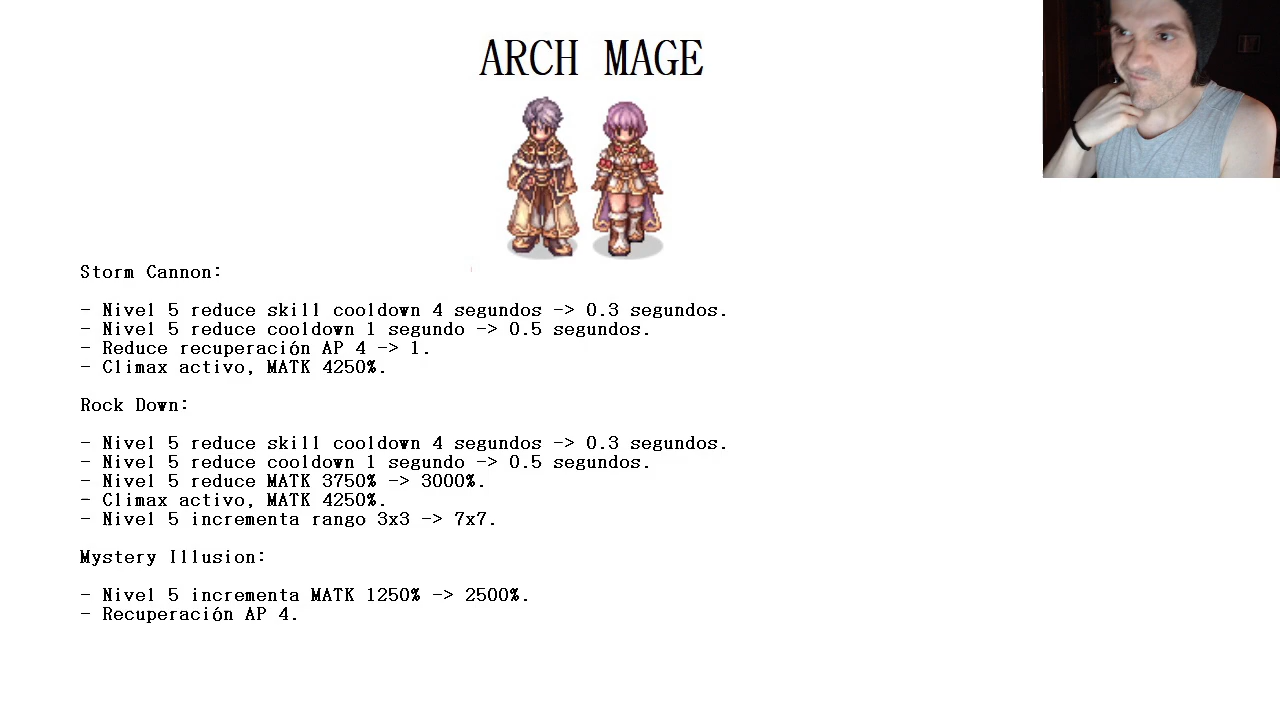 ARCH MAGE
Storm Cannon:
- Nivel 5 reduce skill cooldown 4 segundos -> 0.3 segundos.
- Nivel 5 reduce cooldown 1 segundo -> 0.5 segundos.
- Reduce recuperación AP 4 -> 1.
- Climax activo, MATK 4250%.
Rock Down:
- Nivel 5 reduce skill cooldown 4 segundos -> 0.3 segundos.
- Nivel 5 reduce cooldown 1 segundo -> 0.5 segundos.
- Nivel 5 reduce MATK 3750% -> 3000%.
- Climax activo, MATK 4250%.
- Nivel 5 incrementa rango 3x3 -> 7x7.
Mystery Illusion:
- Nivel 5 incrementa MATK 1250% -> 2500%.
- Recuperación AP 4.